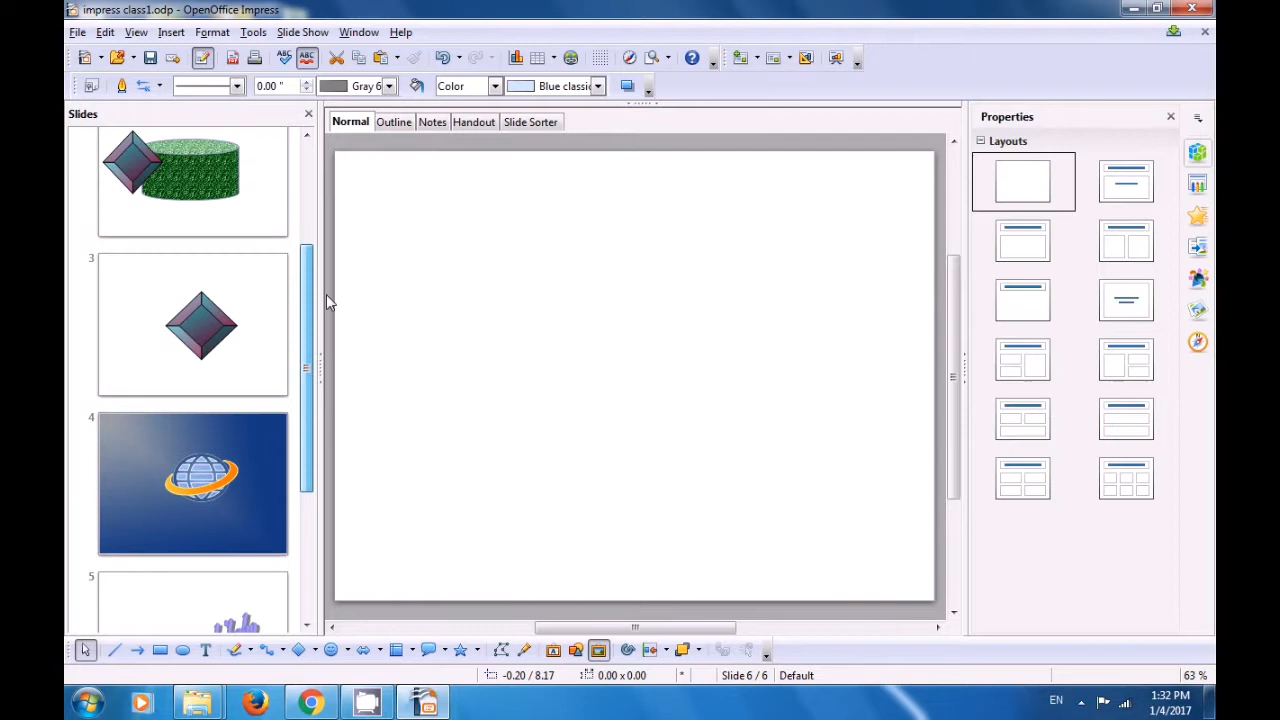 impress class1.odp - OpenOffice Impress
File Edit View Insert Format Tools Slide Show Window Help
0.00 " Gray 6 Color Blue classic
Slides
Normal Outline Notes Handout Slide Sorter
Properties
Layouts
3
4
5
-0.20 / 8.17 0.00 x 0.00 * Slide 6 / 6 Default 63 %
EN 1:32 PM
1/4/2017